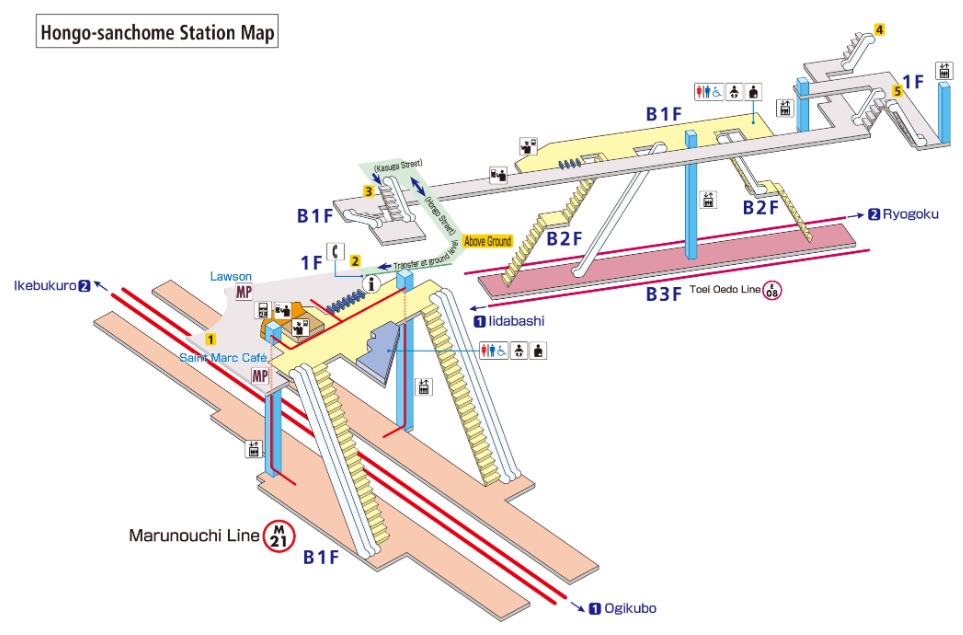 Hongo-sanchome Station Map
4
1F
5
B1F
(Kasuga Street)
3
(Hongo Street)
B1F
B2F
B2F
2 Ryogoku
Above Ground
1F
2
Transfer at ground level
Lawson
MP
Ikebukuro 2
B3F
Toei Oedo Line E 08
1 Iidabashi
1
Saint Marc Café
MP
Marunouchi Line M 21
B1F
1 Ogikubo